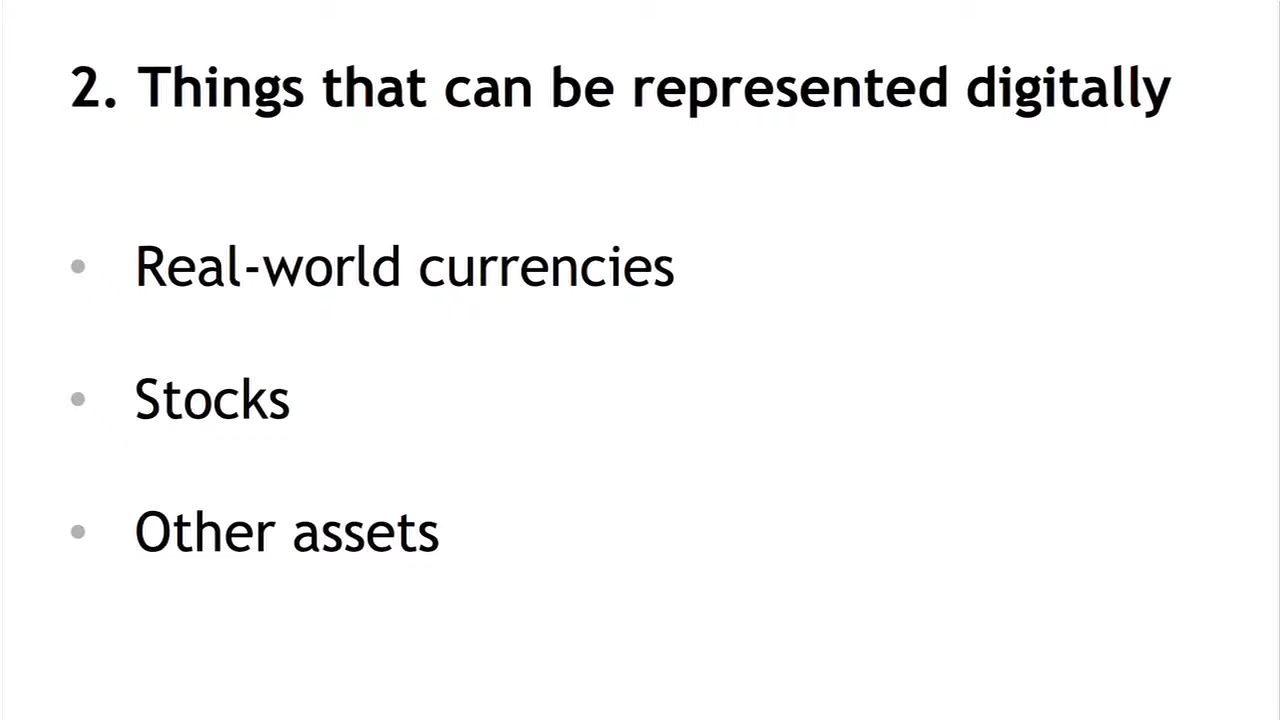 2. Things that can be represented digitally
• Real-world currencies
• Stocks
• Other assets